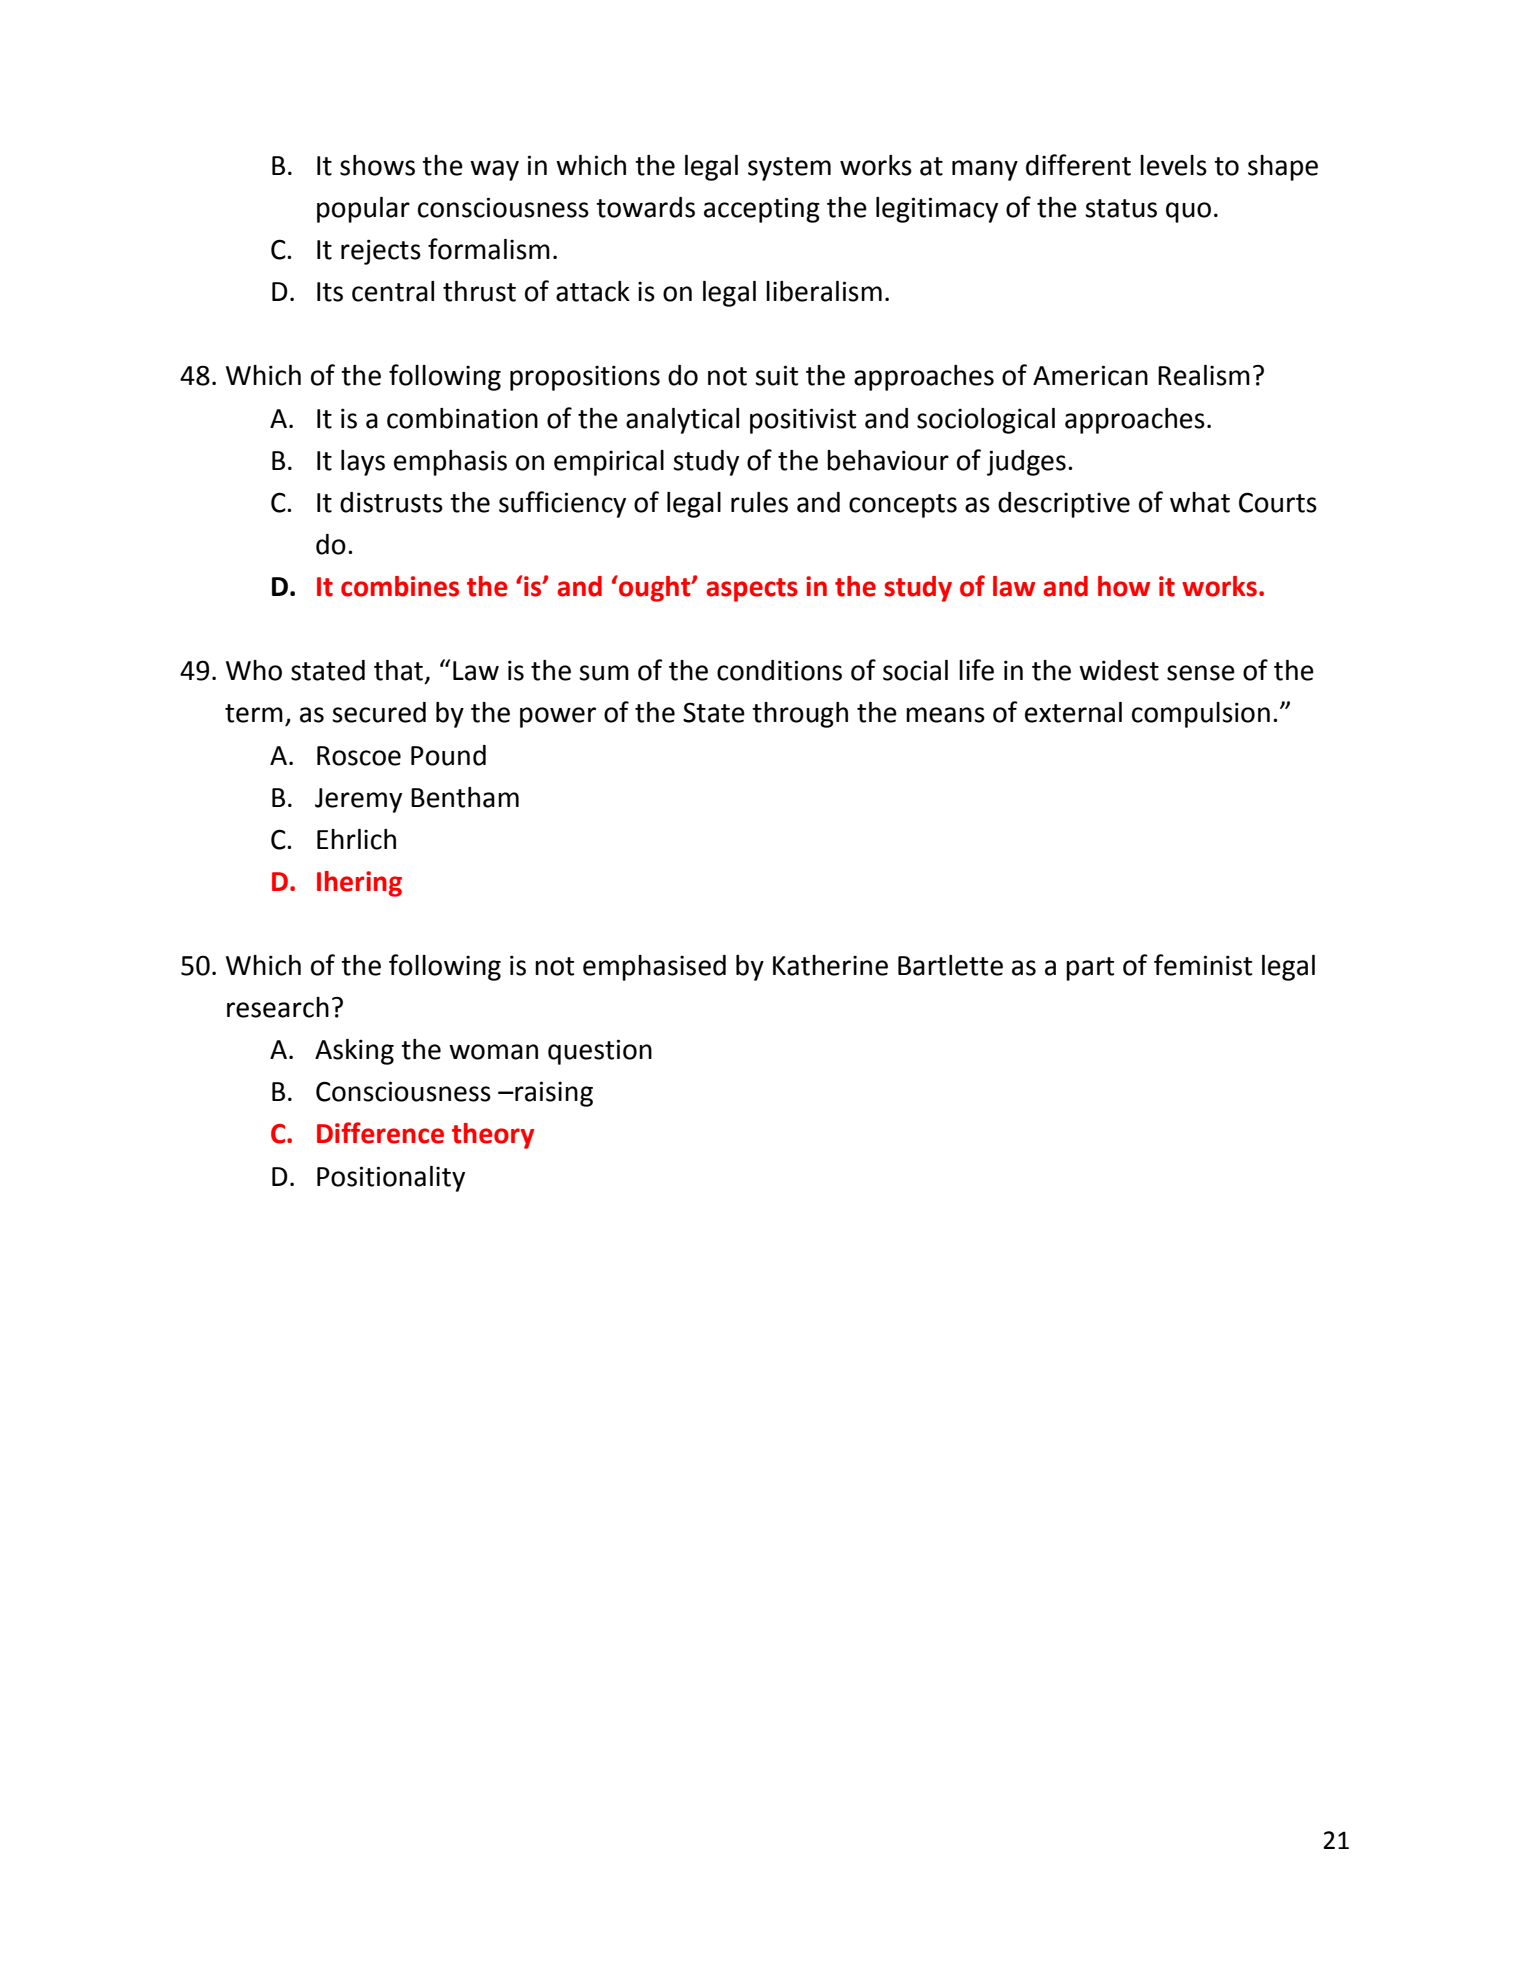 B. It shows the way in which the legal system works at many different levels to shape
popular consciousness towards accepting the legitimacy of the status quo.
C. It rejects formalism.
D. Its central thrust of attack is on legal liberalism.
48. Which of the following propositions do not suit the approaches of American Realism?
A. It is a combination of the analytical positivist and sociological approaches.
B. It lays emphasis on empirical study of the behaviour of judges.
C. It distrusts the sufficiency of legal rules and concepts as descriptive of what Courts
do.
D. It combines the ‘is’ and ‘ought’ aspects in the study of law and how it works.
49. Who stated that, “Law is the sum of the conditions of social life in the widest sense of the
term, as secured by the power of the State through the means of external compulsion.”
A. Roscoe Pound
B. Jeremy Bentham
C. Ehrlich
D. Ihering
50. Which of the following is not emphasised by Katherine Bartlette as a part of feminist legal
research?
A. Asking the woman question
B. Consciousness –raising
C. Difference theory
D. Positionality
21